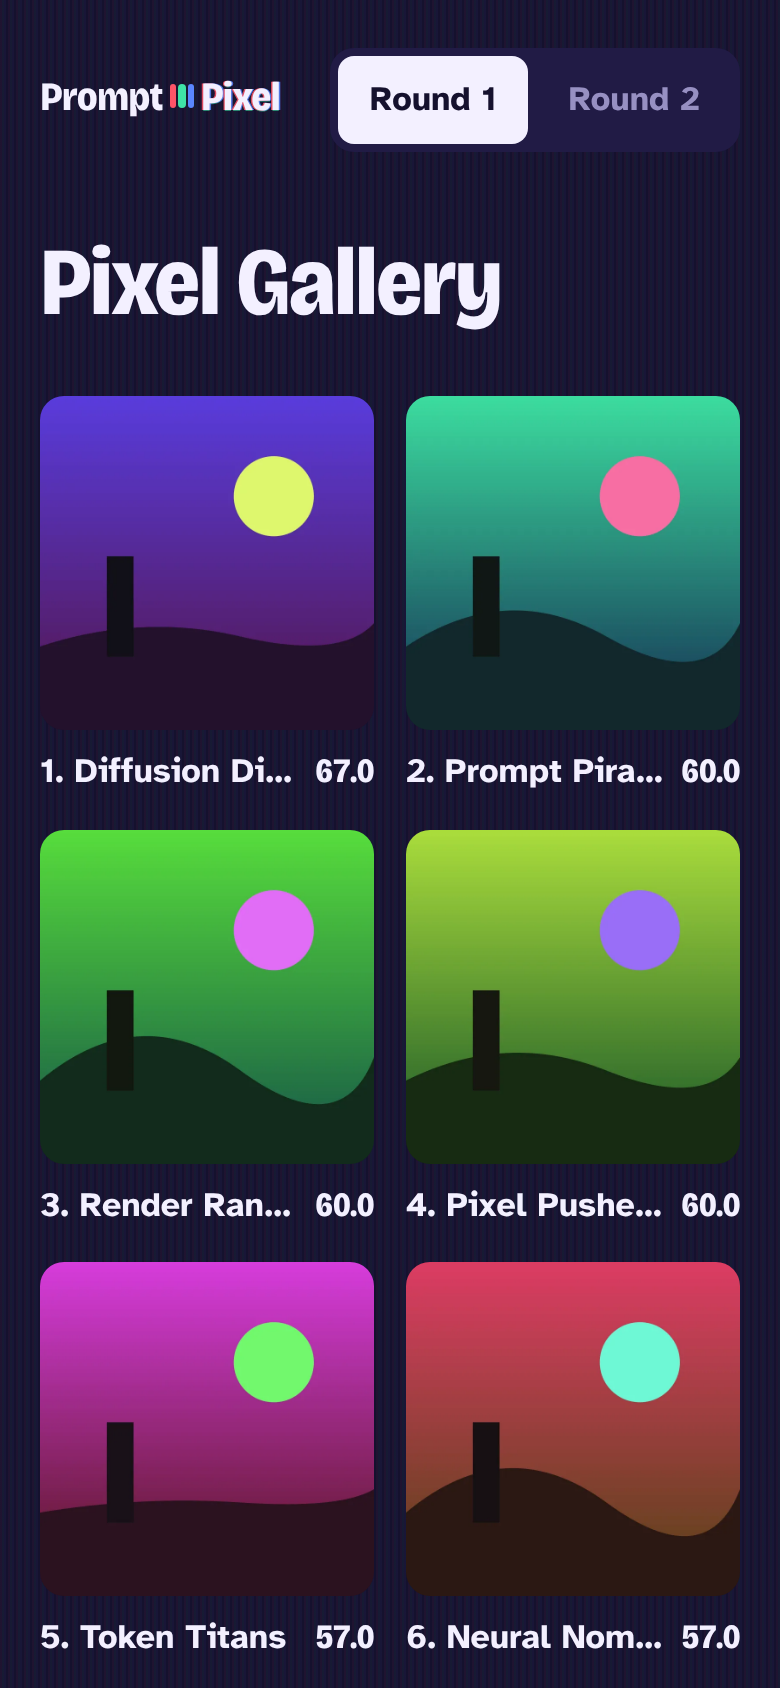 Prompt Pixel
Round 1
Round 2
Pixel Gallery
1. Diffusion Di... 67.0
2. Prompt Pira... 60.0
3. Render Ran... 60.0
4. Pixel Pushe... 60.0
5. Token Titans 57.0
6. Neural Nom... 57.0